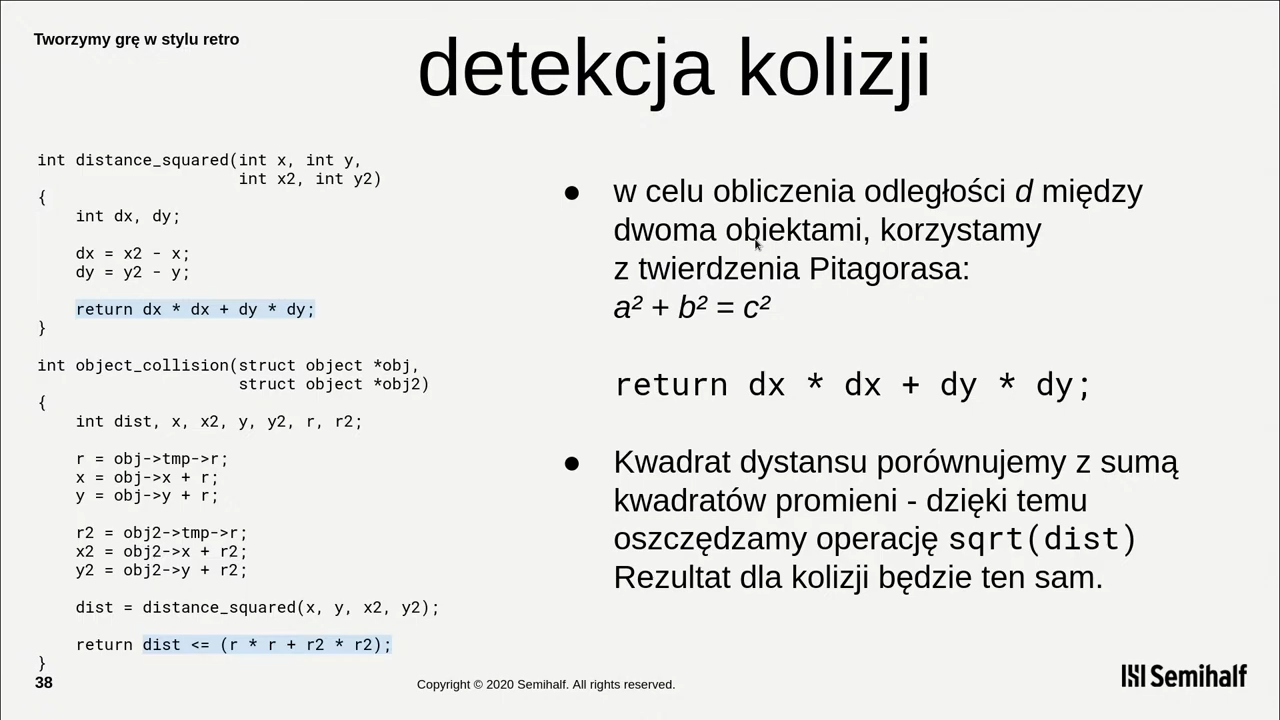 Tworzymy grę w stylu retro
detekcja kolizji
int distance_squared(int x, int y,
                     int x2, int y2)
{
    int dx, dy;
    dx = x2 - x;
    dy = y2 - y;
    return dx * dx + dy * dy;
}
int object_collision(struct object *obj,
                     struct object *obj2)
{
    int dist, x, x2, y, y2, r, r2;
    r = obj->tmp->r;
    x = obj->x + r;
    y = obj->y + r;
    r2 = obj2->tmp->r;
    x2 = obj2->x + r2;
    y2 = obj2->y + r2;
    dist = distance_squared(x, y, x2, y2);
    return dist <= (r * r + r2 * r2);
}
● w celu obliczenia odległości d między
dwoma obiektami, korzystamy
z twierdzenia Pitagorasa:
a² + b² = c²
return dx * dx + dy * dy;
● Kwadrat dystansu porównujemy z sumą
kwadratów promieni - dzięki temu
oszczędzamy operację sqrt(dist)
Rezultat dla kolizji będzie ten sam.
38
Copyright © 2020 Semihalf. All rights reserved.
Semihalf